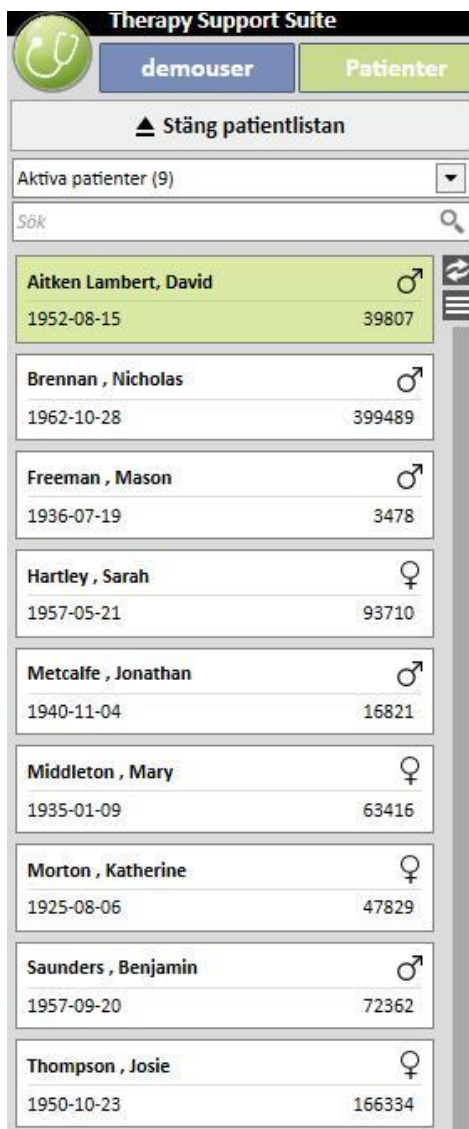 Therapy Support Suite
demouser Patienter
Stäng patientlistan
Aktiva patienter (9)
Sök
Aitken Lambert, David
1952-08-15 39807
Brennan , Nicholas
1962-10-28 399489
Freeman , Mason
1936-07-19 3478
Hartley , Sarah
1957-05-21 93710
Metcalfe , Jonathan
1940-11-04 16821
Middleton , Mary
1935-01-09 63416
Morton , Katherine
1925-08-06 47829
Saunders , Benjamin
1957-09-20 72362
Thompson , Josie
1950-10-23 166334